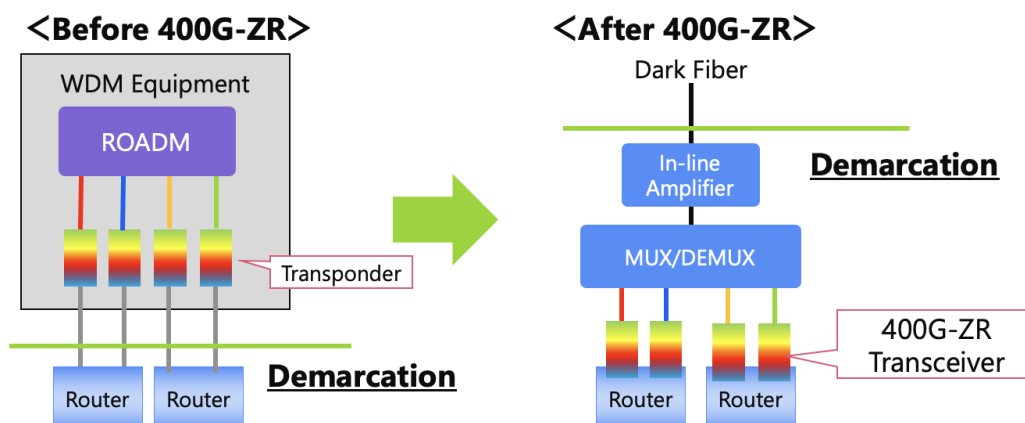 <Before 400G-ZR>
WDM Equipment
ROADM
Transponder
Demarcation
Router
Router
<After 400G-ZR>
Dark Fiber
Demarcation
In-line
Amplifier
MUX/DEMUX
400G-ZR
Transceiver
Router
Router